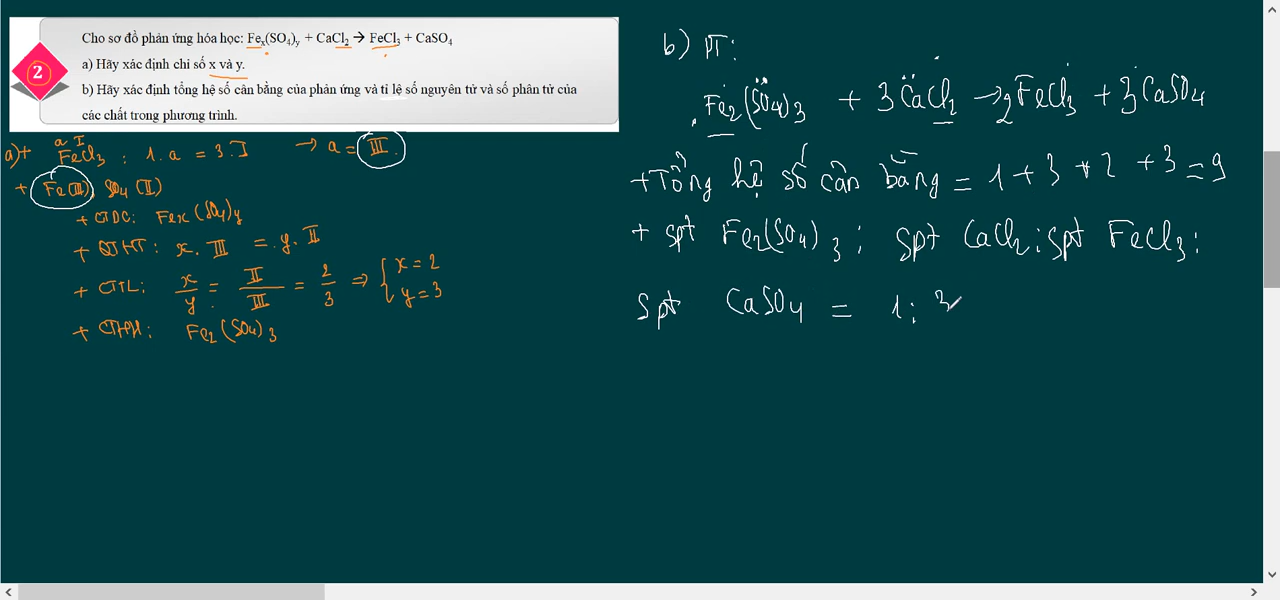 Cho sơ đồ phản ứng hóa học: Feₓ(SO₄)ᵧ + CaCl₂ → FeCl₃ + CaSO₄
2
a) Hãy xác định chỉ số x và y.
b) Hãy xác định tổng hệ số cân bằng của phản ứng và tỉ lệ số nguyên tử và số phân tử của
các chất trong phương trình.
a I
a)+ FeCl₃ : 1.a = 3.I → a = III
+ Fe(III), SO₄ (II)
+ CTDC: Feₓ(SO₄)ᵧ
+ QTHT: x. III = .y. II
+ CTTL: x/y = II/III = 2/3 ⇒ { x = 2
y = 3
+ CTHH: Fe₂(SO₄)₃
b) PT:
Fe₂(SO₄)₃ + 3CaCl₂ → 2FeCl₃ + 3CaSO₄
+ Tổng hệ số cân bằng = 1 + 3 + 2 + 3 = 9
+ spt Fe₂(SO₄)₃ ; spt CaCl₂ : spt FeCl₃ :
spt CaSO₄ = 1 : 3